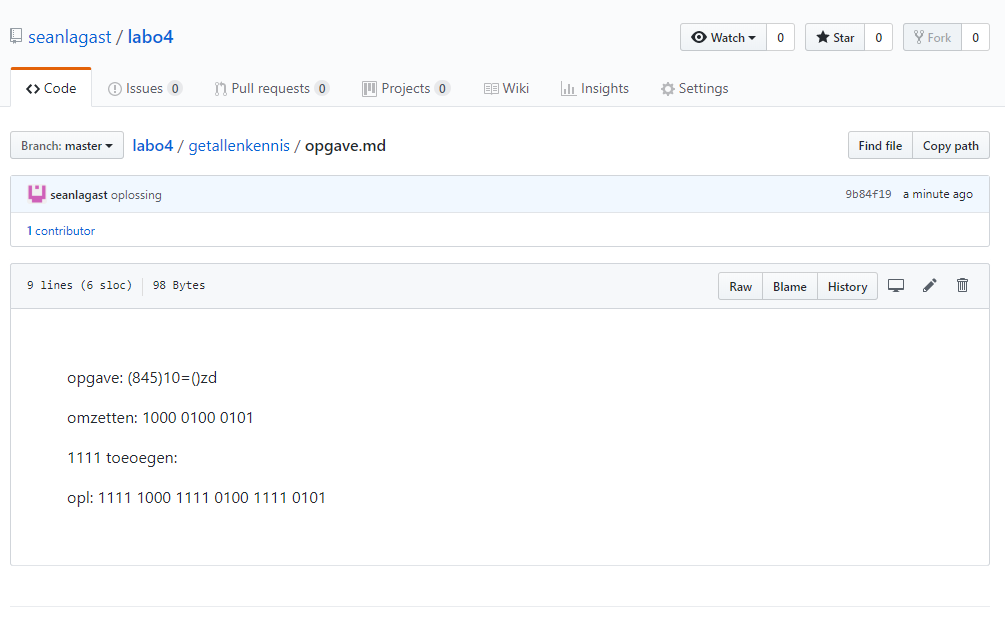 seanlagast / labo4
Watch 0 Star 0 Fork 0
Code Issues 0 Pull requests 0 Projects 0 Wiki Insights Settings
Branch: master labo4 / getallenkennis / opgave.md Find file Copy path
seanlagast oplossing 9b84f19 a minute ago
1 contributor
9 lines (6 sloc) 98 Bytes Raw Blame History
opgave: (845)10=()zd
omzetten: 1000 0100 0101
1111 toeoegen:
opl: 1111 1000 1111 0100 1111 0101